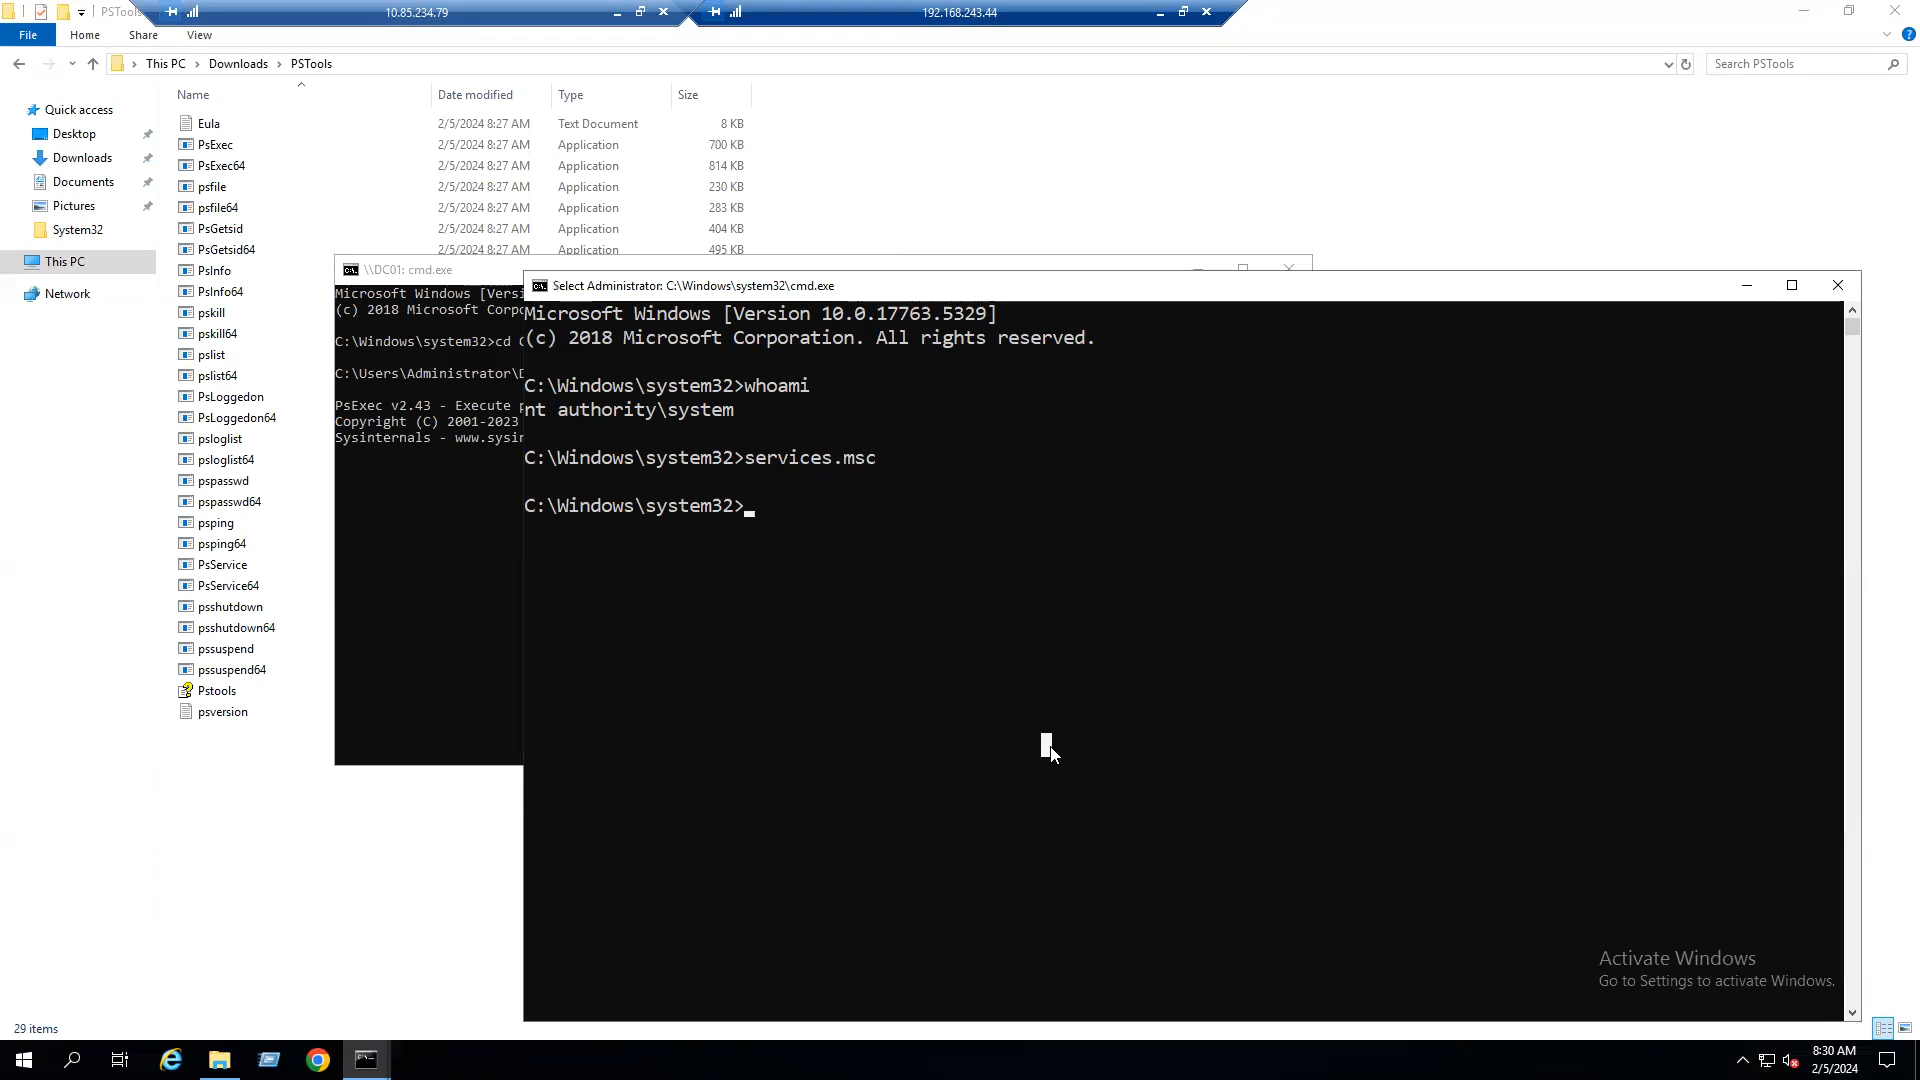 PSTools
10.85.234.79
192.168.243.44
File
Home
Share
View
This PC
Downloads
PSTools
Search PSTools
Name
Date modified
Type
Size
Quick access
Desktop
Downloads
Documents
Pictures
System32
This PC
Network
Eula 2/5/2024 8:27 AM Text Document 8 KB
PsExec 2/5/2024 8:27 AM Application 700 KB
PsExec64 2/5/2024 8:27 AM Application 814 KB
psfile 2/5/2024 8:27 AM Application 230 KB
psfile64 2/5/2024 8:27 AM Application 283 KB
PsGetsid 2/5/2024 8:27 AM Application 404 KB
PsGetsid64 2/5/2024 8:27 AM Application 495 KB
PsInfo
PsInfo64
pskill
pskill64
pslist
pslist64
PsLoggedon
PsLoggedon64
psloglist
psloglist64
pspasswd
pspasswd64
psping
psping64
PsService
PsService64
psshutdown
psshutdown64
pssuspend
pssuspend64
Pstools
psversion
29 items
\\DC01: cmd.exe
Microsoft Windows [Versi
(c) 2018 Microsoft Corp
C:\Windows\system32>cd
C:\Users\Administrator\
PsExec v2.43 - Execute
Copyright (C) 2001-2023
Sysinternals - www.sysin
Select Administrator: C:\Windows\system32\cmd.exe
Microsoft Windows [Version 10.0.17763.5329]
(c) 2018 Microsoft Corporation. All rights reserved.
C:\Windows\system32>whoami
nt authority\system
C:\Windows\system32>services.msc
C:\Windows\system32>
Activate Windows
Go to Settings to activate Windows.
8:30 AM
2/5/2024